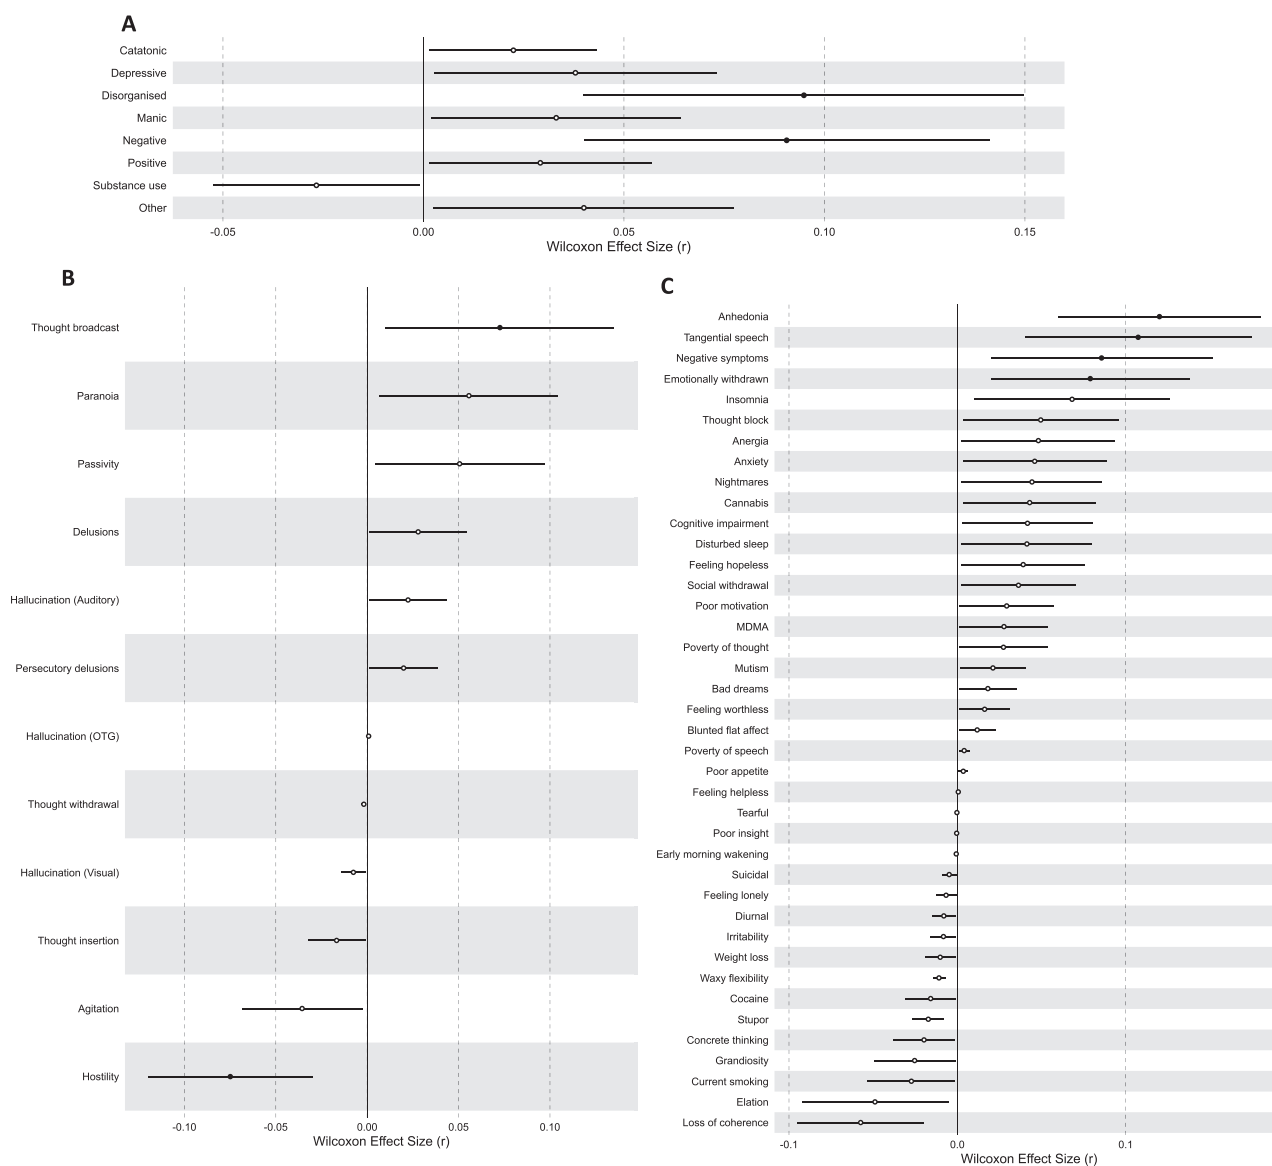 A
Catatonic
Depressive
Disorganised
Manic
Negative
Positive
Substance use
Other
-0.05 0.00 0.05 0.10 0.15
Wilcoxon Effect Size (r)
B
Thought broadcast
Paranoia
Passivity
Delusions
Hallucination (Auditory)
Persecutory delusions
Hallucination (OTG)
Thought withdrawal
Hallucination (Visual)
Thought insertion
Agitation
Hostility
-0.10 -0.05 0.00 0.05 0.10
Wilcoxon Effect Size (r)
C
Anhedonia
Tangential speech
Negative symptoms
Emotionally withdrawn
Insomnia
Thought block
Anergia
Anxiety
Nightmares
Cannabis
Cognitive impairment
Disturbed sleep
Feeling hopeless
Social withdrawal
Poor motivation
MDMA
Poverty of thought
Mutism
Bad dreams
Feeling worthless
Blunted flat affect
Poverty of speech
Poor appetite
Feeling helpless
Tearful
Poor insight
Early morning wakening
Suicidal
Feeling lonely
Diurnal
Irritability
Weight loss
Waxy flexibility
Cocaine
Stupor
Concrete thinking
Grandiosity
Current smoking
Elation
Loss of coherence
-0.1 0.0 0.1
Wilcoxon Effect Size (r)